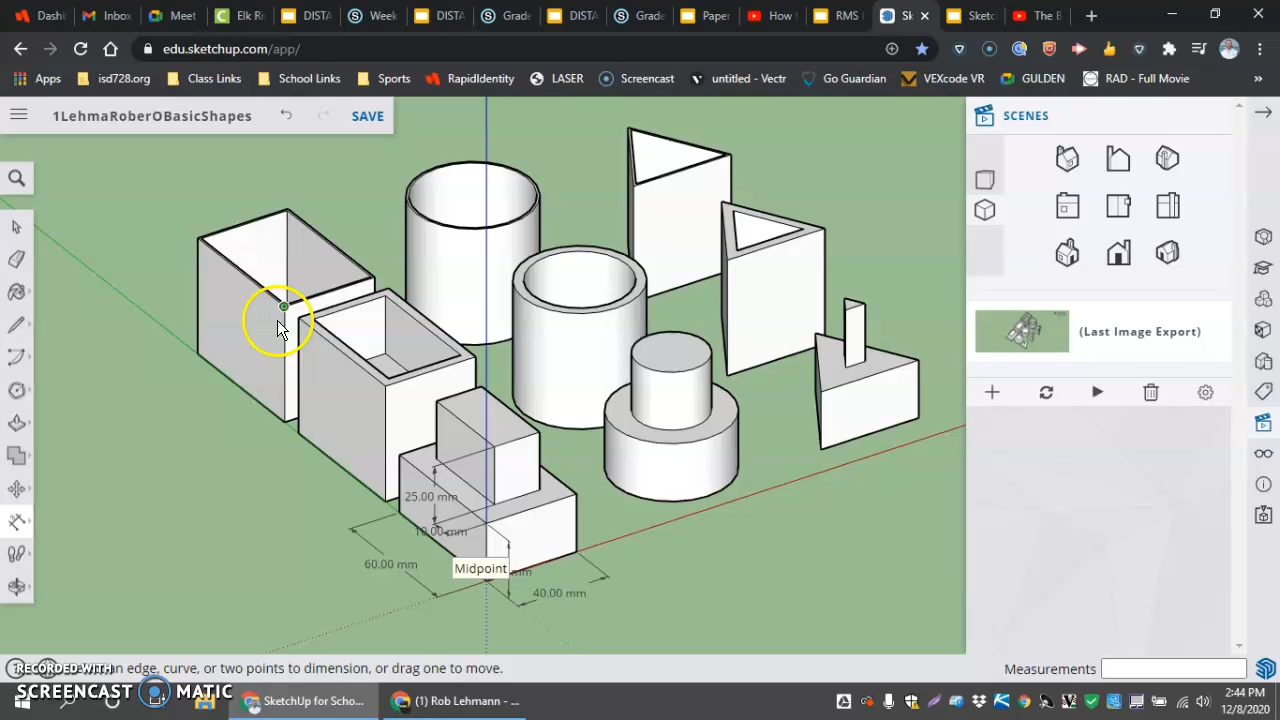 Dashl
Inbox
Meet
Elk R
DISTA
Week
Grade
DISTA
Grade
Paper
How
RMS
Sk
Sketc
The B
edu.sketchup.com/app/
Apps
isd728.org
Class Links
School Links
Sports
RapidIdentity
LASER
Screencast
untitled - Vectr
Go Guardian
VEXcode VR
GULDEN
RAD - Full Movie
»
1LehmaRoberOBasicShapes
SAVE
SCENES
(Last Image Export)
25.00 mm
10.00 mm
60.00 mm
Midpoint
mm
40.00 mm
an edge, curve, or two points to dimension, or drag one to move.
Measurements
RECORDED WITH
SCREENCAST MATIC
SketchUp for Scho...
(1) Rob Lehmann - ...
2:44 PM
12/8/2020